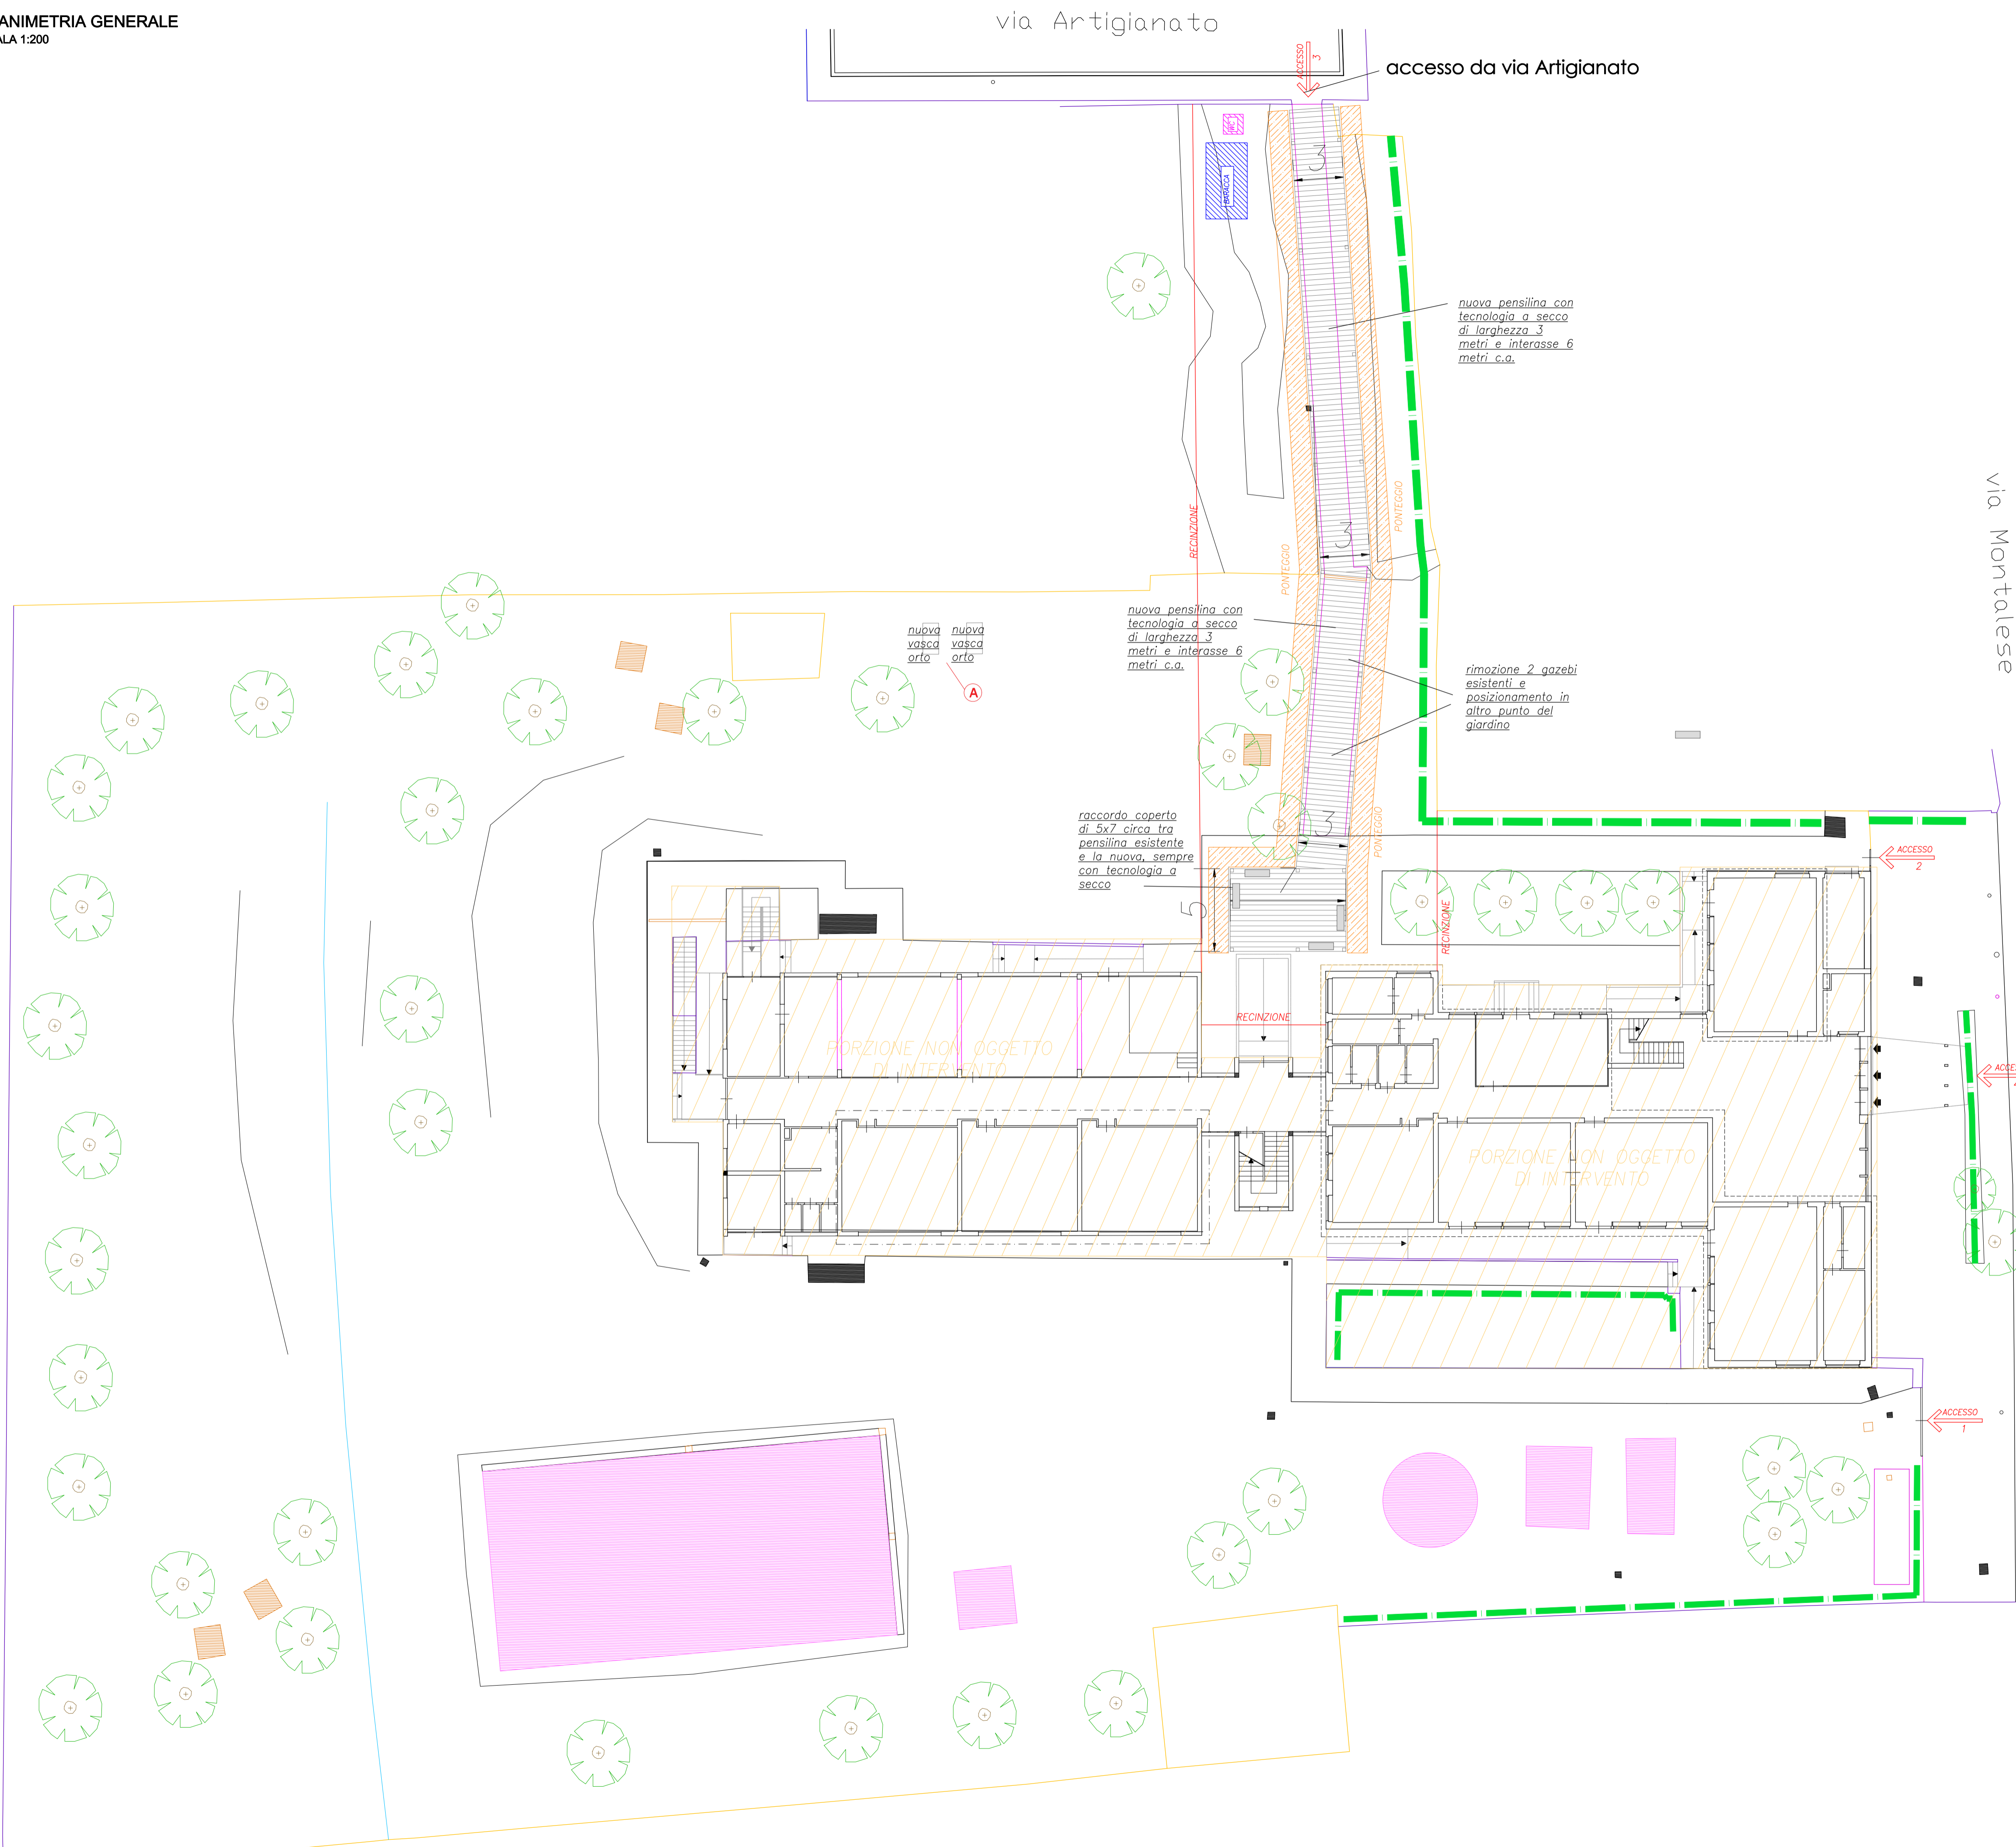 ANIMETRIA GENERALE
ALA 1:200
via Artigianato
ACCESSO
3
accesso da via Artigianato
WC
BARACCA
3
nuova pensilina con
tecnologia a secco
di larghezza 3
metri e interasse 6
metri c.a.
via Montalese
RECINZIONE
PONTEGGIO
PONTEGGIO
3
nuova pensilina con
tecnologia a secco
di larghezza 3
metri e interasse 6
metri c.a.
nuova
vasca
orto
nuova
vasca
orto
A
rimozione 2 gazebi
esistenti e
posizionamento in
altro punto del
giardino
raccordo coperto
di 5x7 circa tra
pensilina esistente
e la nuova, sempre
con tecnologia a
secco
3
PONTEGGIO
5
RECINZIONE
ACCESSO
2
RECINZIONE
PORZIONE NON OGGETTO
DI INTERVENTO
ACCE
PORZIONE NON OGGETTO
DI INTERVENTO
ACCESSO
1